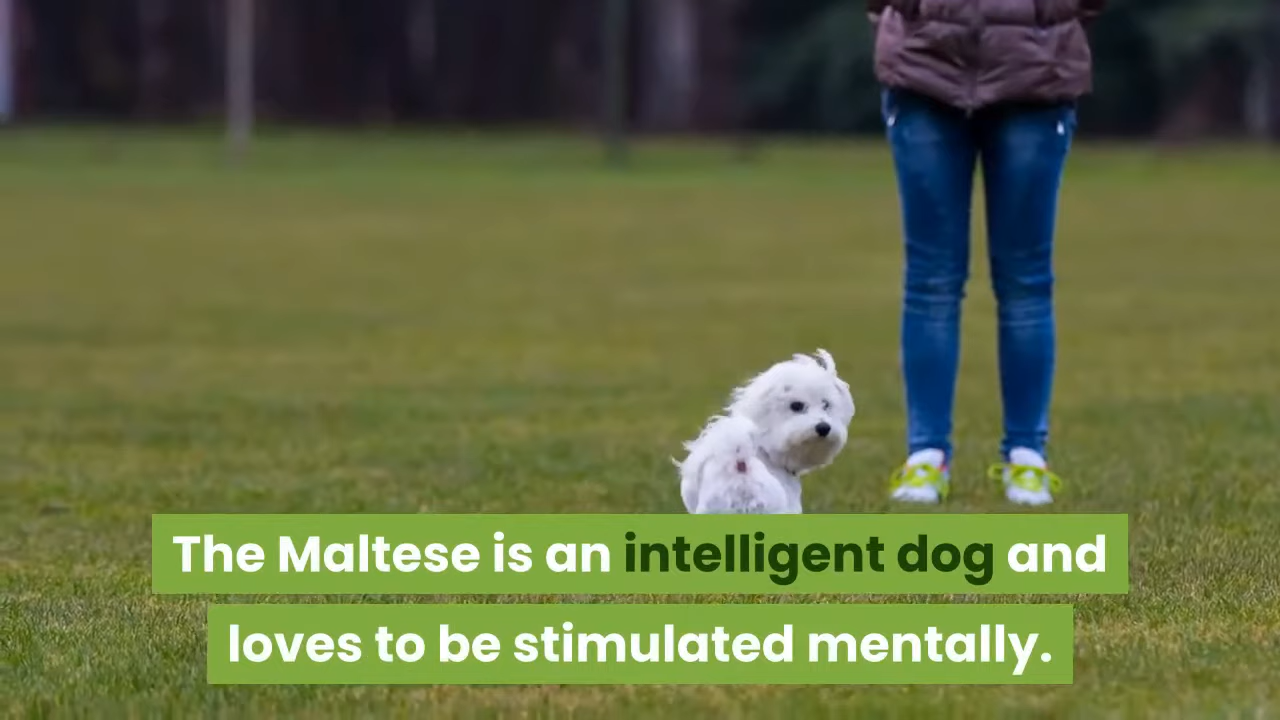 The Maltese is an intelligent dog and
loves to be stimulated mentally.